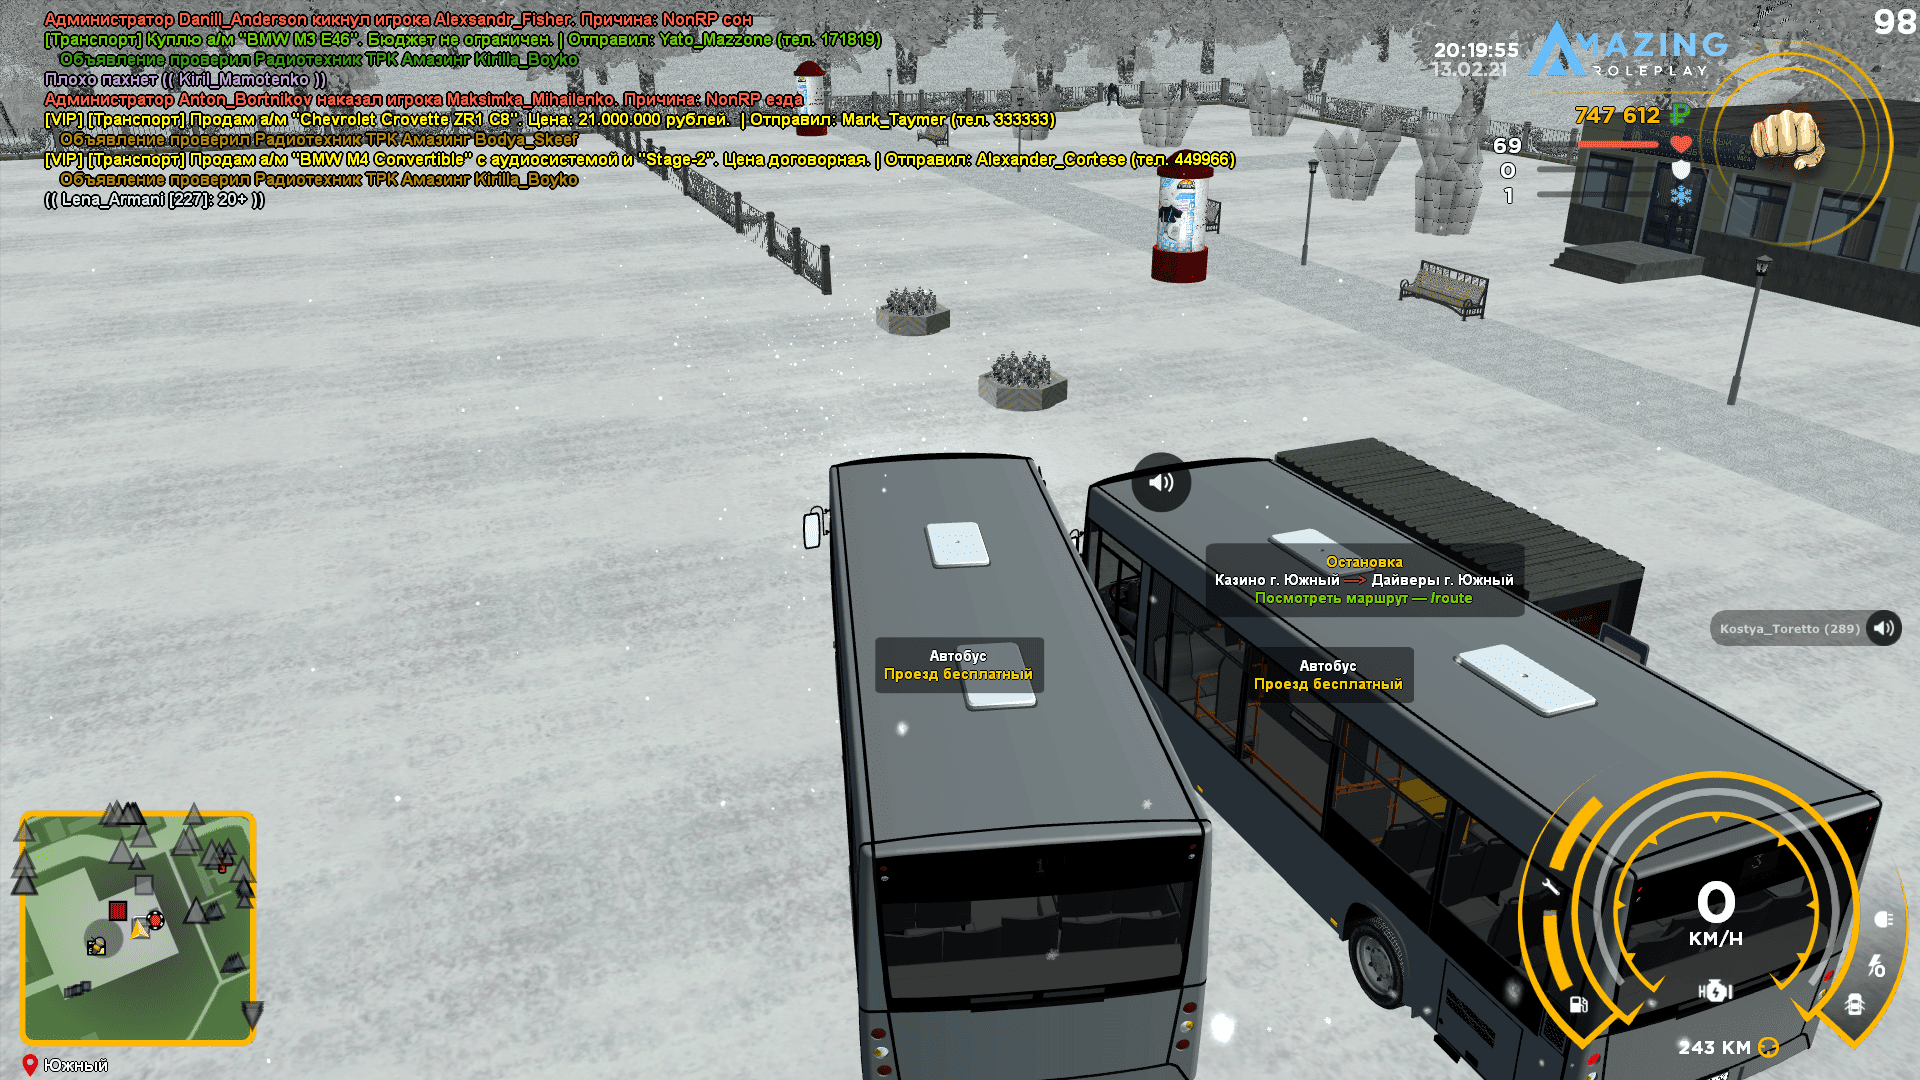 Администратор Danill_Anderson кикнул игрока Alexsandr_Fisher. Причина: NonRP сон
[Транспорт] Куплю а/м "BMW M3 E46". Бюджет не ограничен. | Отправил: Yato_Mazzone (тел. 171819)
Объявление проверил Радиотехник ТРК Амазинг Kirilla_Boyko
Плохо пахнет (( Kiril_Mamotenko ))
Администратор Anton_Bortnikov наказал игрока Maksimka_Mihailenko. Причина: NonRP езда
[VIP] [Транспорт] Продам а/м "Chevrolet Crovette ZR1 C8". Цена: 21.000.000 рублей. | Отправил: Mark_Taymer (тел. 333333)
Объявление проверил Радиотехник ТРК Амазинг Bodya_Skeef
[VIP] [Транспорт] Продам а/м "BMW M4 Convertible" с аудиосистемой и "Stage-2". Цена договорная. | Отправил: Alexander_Cortese (тел. 449966)
Объявление проверил Радиотехник ТРК Амазинг Kirilla_Boyko
(( Lena_Armani [227]: 20+ ))
98
20:19:55
13.02.21
AMAZING
ROLEPLAY
747 612 ₽
69
0
1
Остановка
Казино г. Южный —> Дайверы г. Южный
Посмотреть маршрут — /route
Kostya_Toretto (289)
Автобус
Проезд бесплатный
Автобус
Проезд бесплатный
1
3
0
KM/H
0
243 KM
Южный